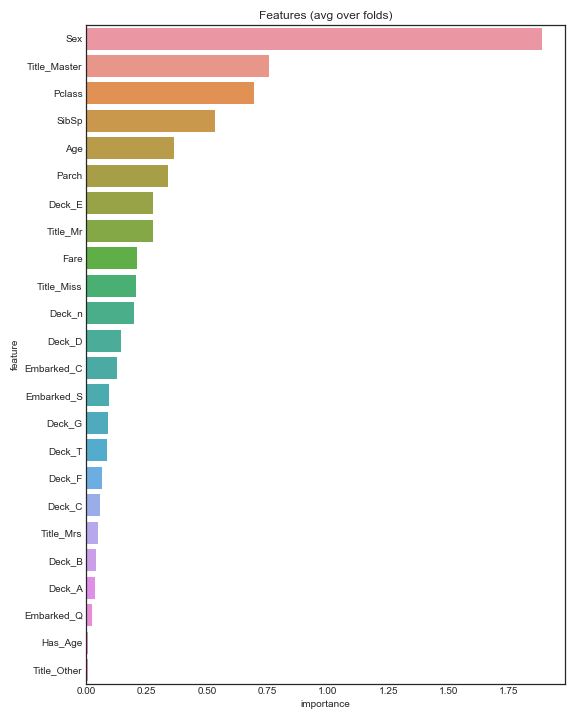 Features (avg over folds)
Sex
Title_Master
Pclass
SibSp
Age
Parch
Deck_E
Title_Mr
Fare
Title_Miss
Deck_n
Deck_D
Embarked_C
Embarked_S
Deck_G
Deck_T
Deck_F
Deck_C
Title_Mrs
Deck_B
Deck_A
Embarked_Q
Has_Age
Title_Other
feature
0.00 0.25 0.50 0.75 1.00 1.25 1.50 1.75
importance